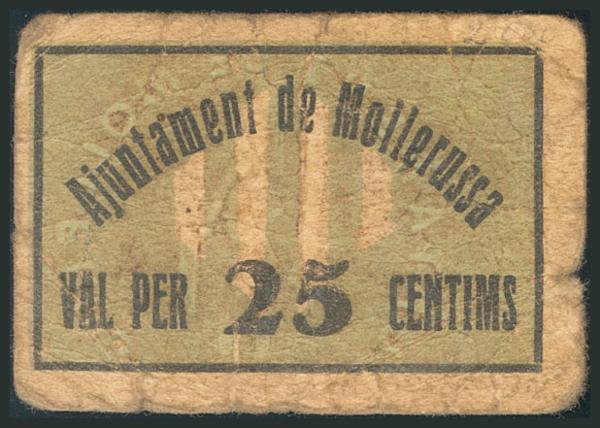 Ajuntament de Mollerussa
VAL PER 25 CENTIMS